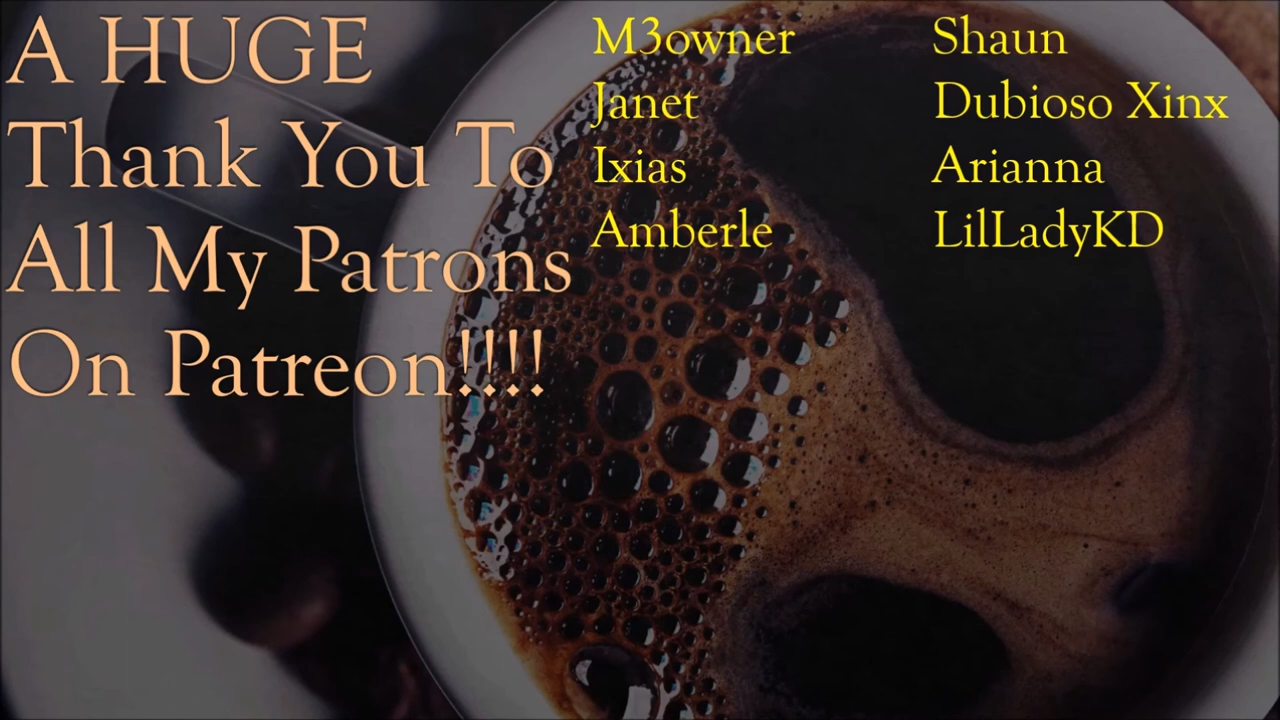 A HUGE
Thank You To
All My Patrons
On Patreon!!!!
M3owner
Janet
Ixias
Amberle
Shaun
Dubioso Xinx
Arianna
LilLadyKD